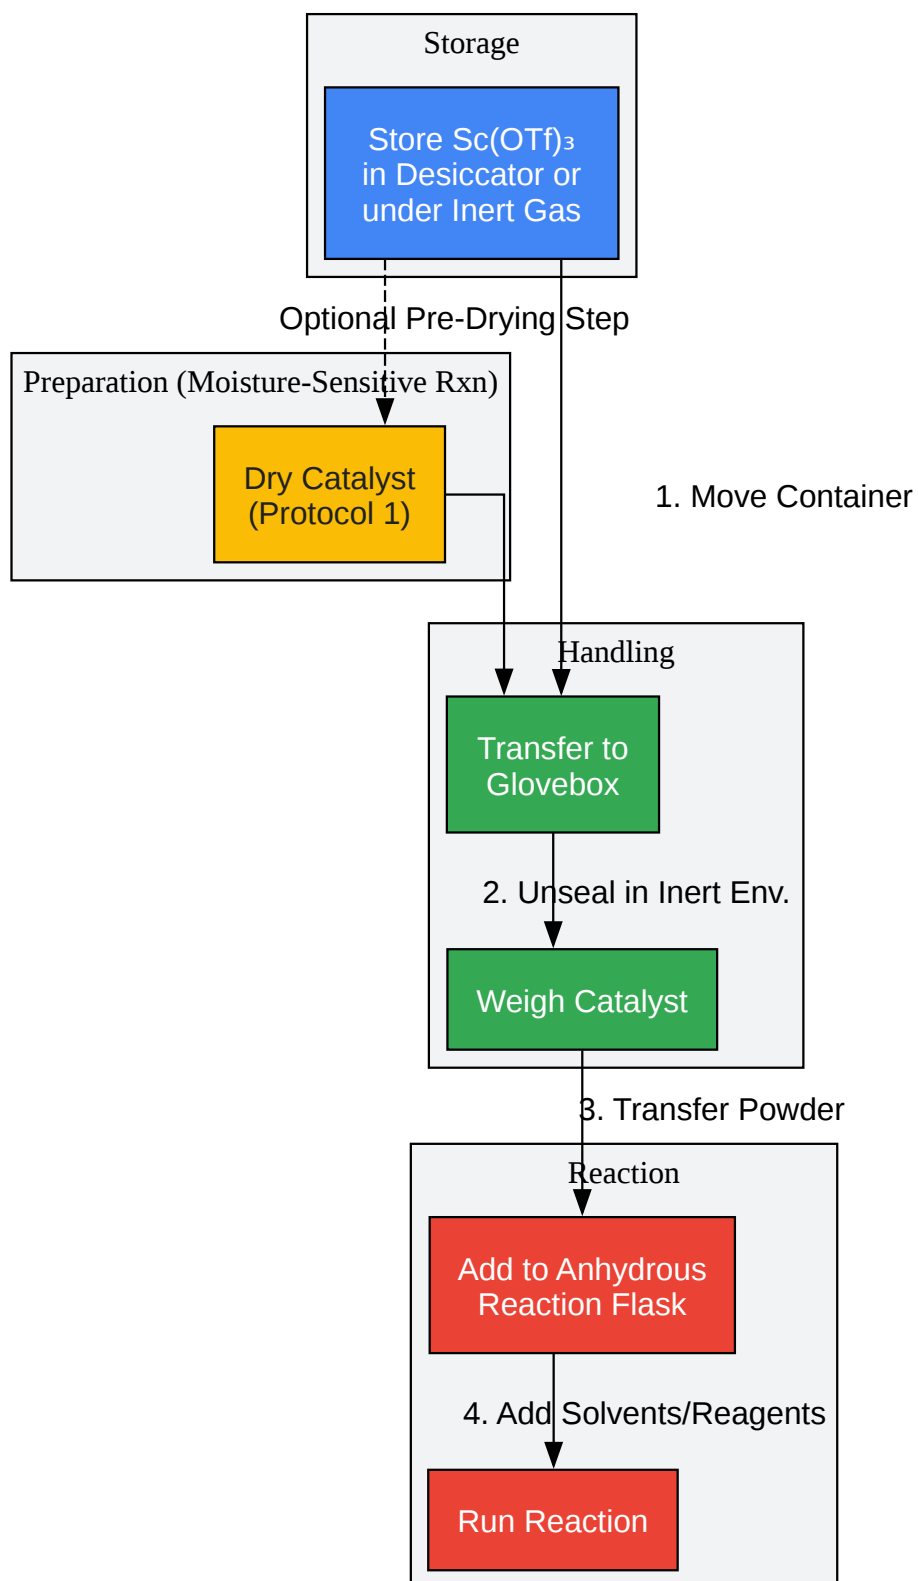 Storage
Store Sc(OTf)₃
in Desiccator or
under Inert Gas
Optional Pre-Drying Step
Preparation (Moisture-Sensitive Rxn)
Dry Catalyst
(Protocol 1)
1. Move Container
Handling
Transfer to
Glovebox
2. Unseal in Inert Env.
Weigh Catalyst
3. Transfer Powder
Reaction
Add to Anhydrous
Reaction Flask
4. Add Solvents/Reagents
Run Reaction